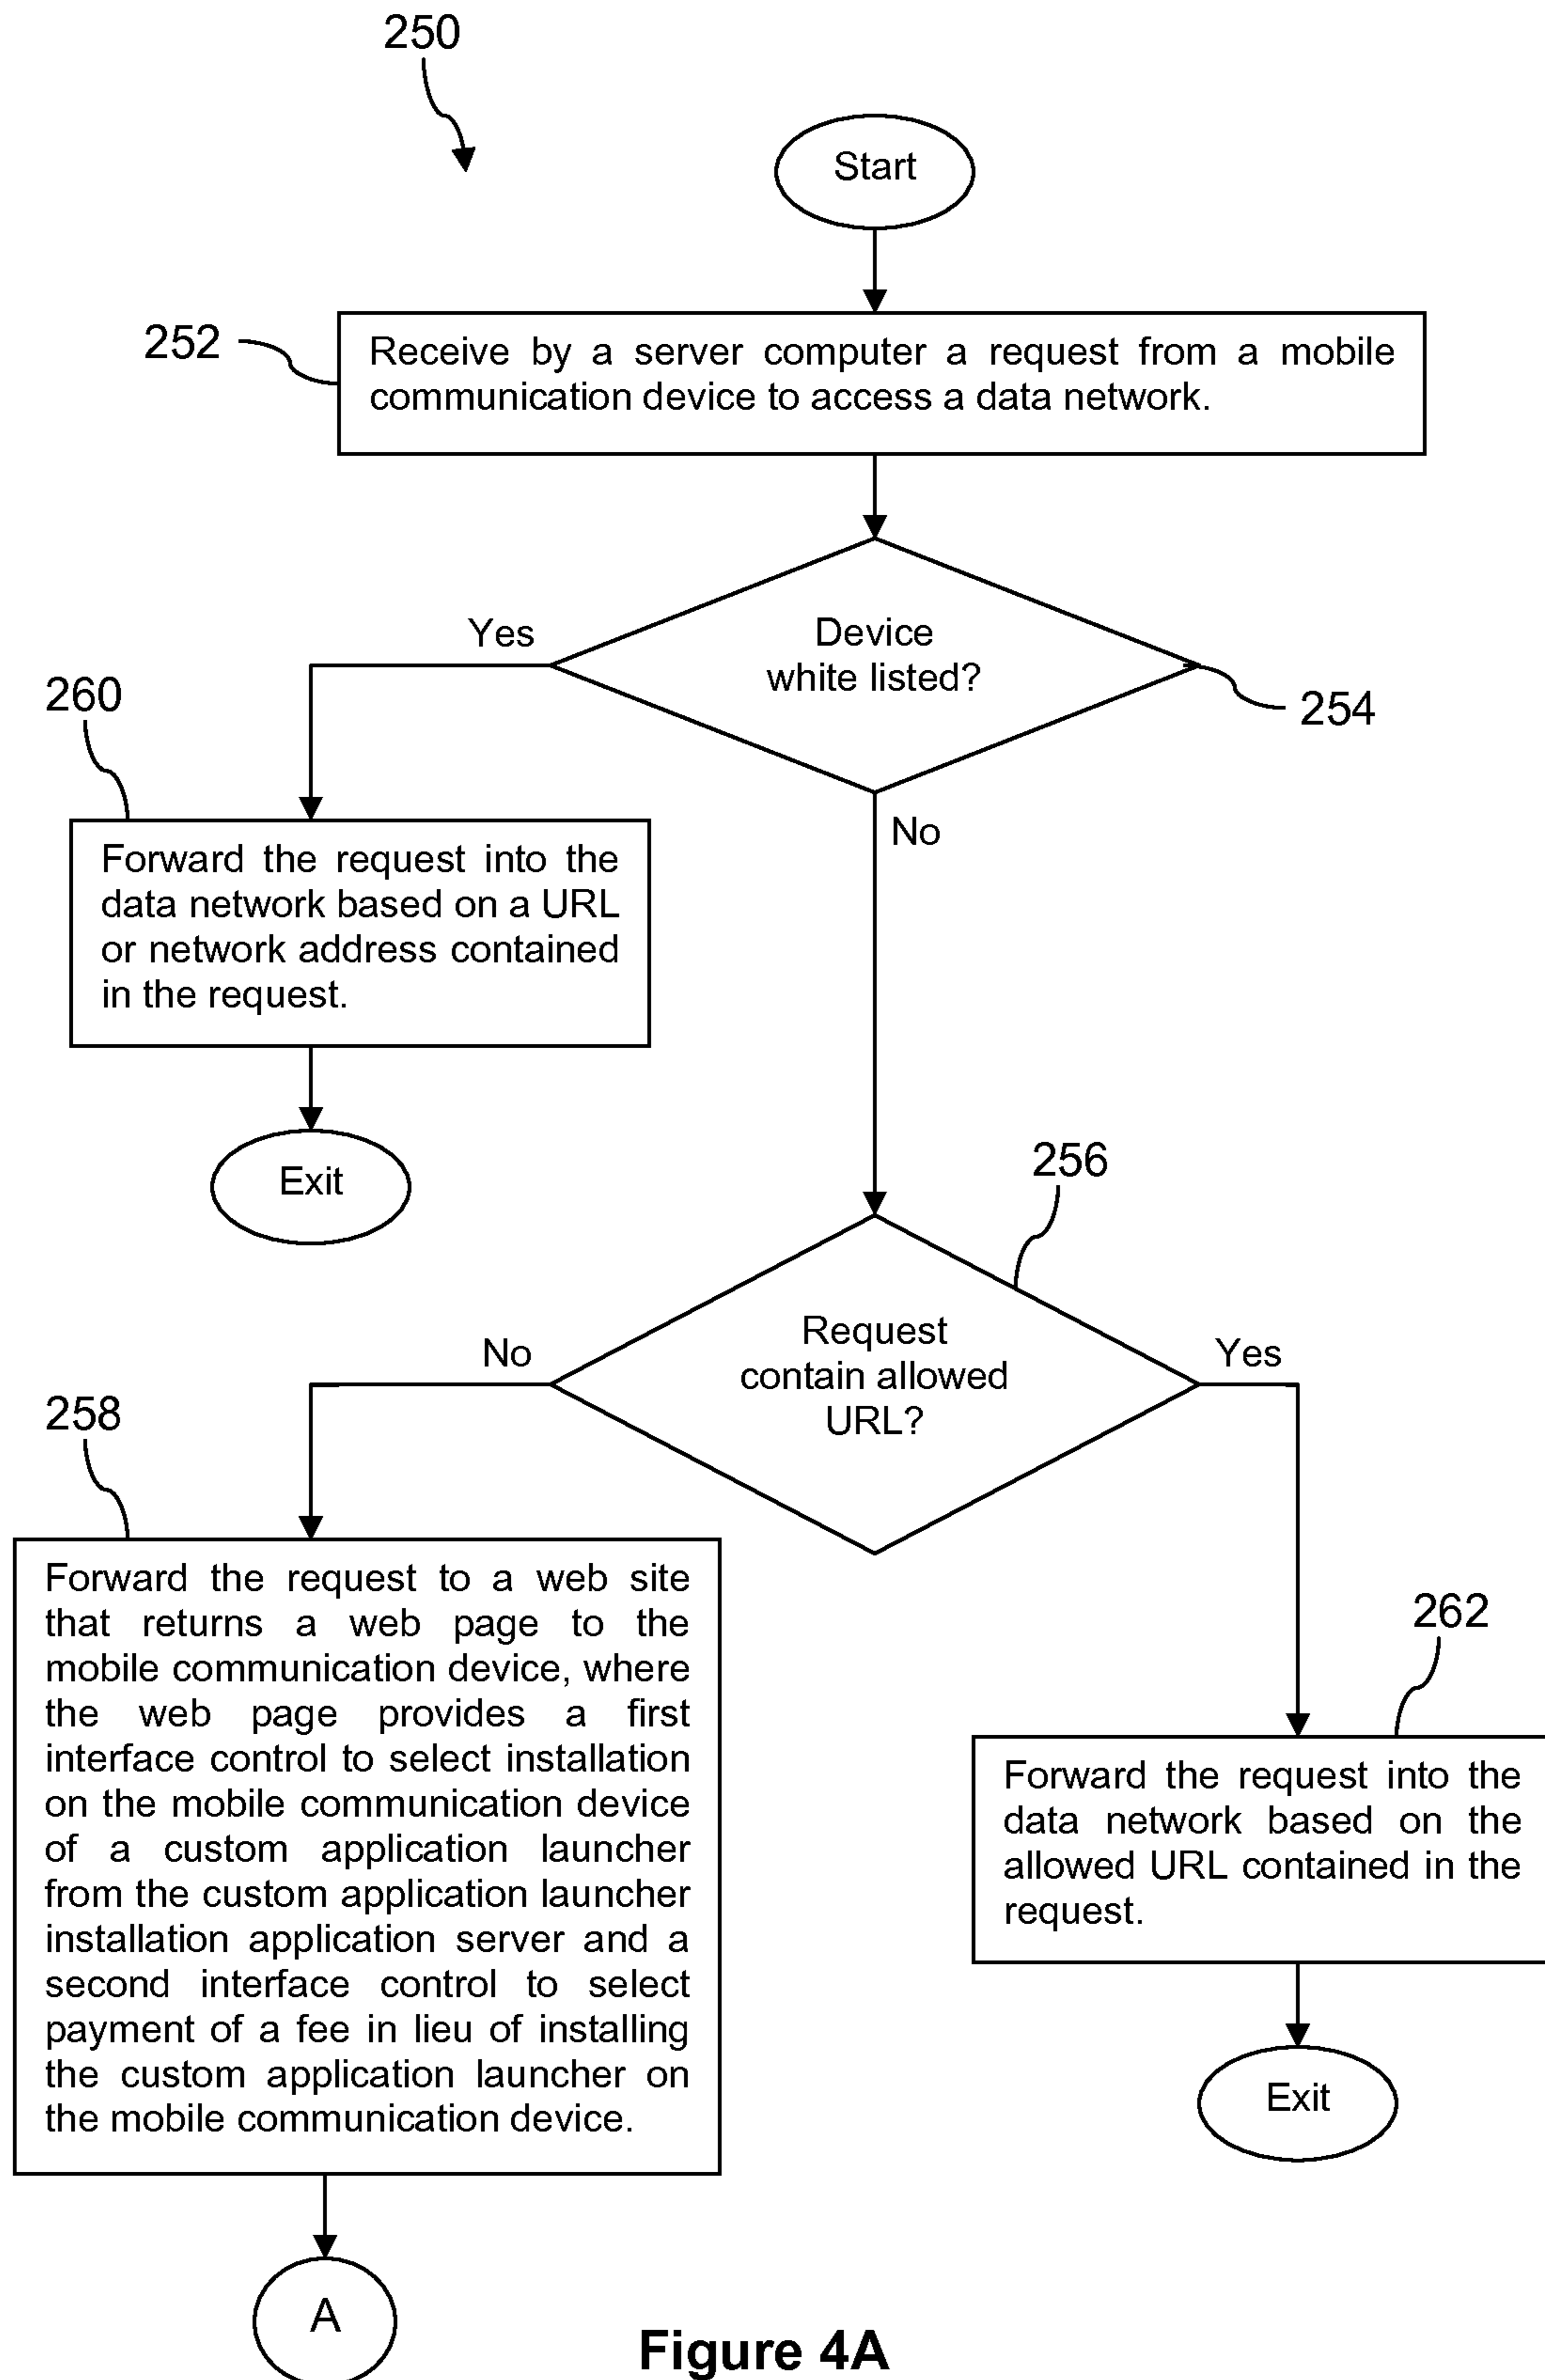 250
Start
252
Receive by a server computer a request from a mobile
communication device to access a data network.
Device
white listed?
Yes
254
260
No
Forward the request into the
data network based on a URL
or network address contained
in the request.
Exit
256
Request
contain allowed
URL?
No
Yes
258
Forward the request to a web site
that returns a web page to the
mobile communication device, where
the web page provides a first
interface control to select installation
on the mobile communication device
of a custom application launcher
from the custom application launcher
installation application server and a
second interface control to select
payment of a fee in lieu of installing
the custom application launcher on
the mobile communication device.
262
Forward the request into the
data network based on the
allowed URL contained in the
request.
Exit
A
Figure 4A